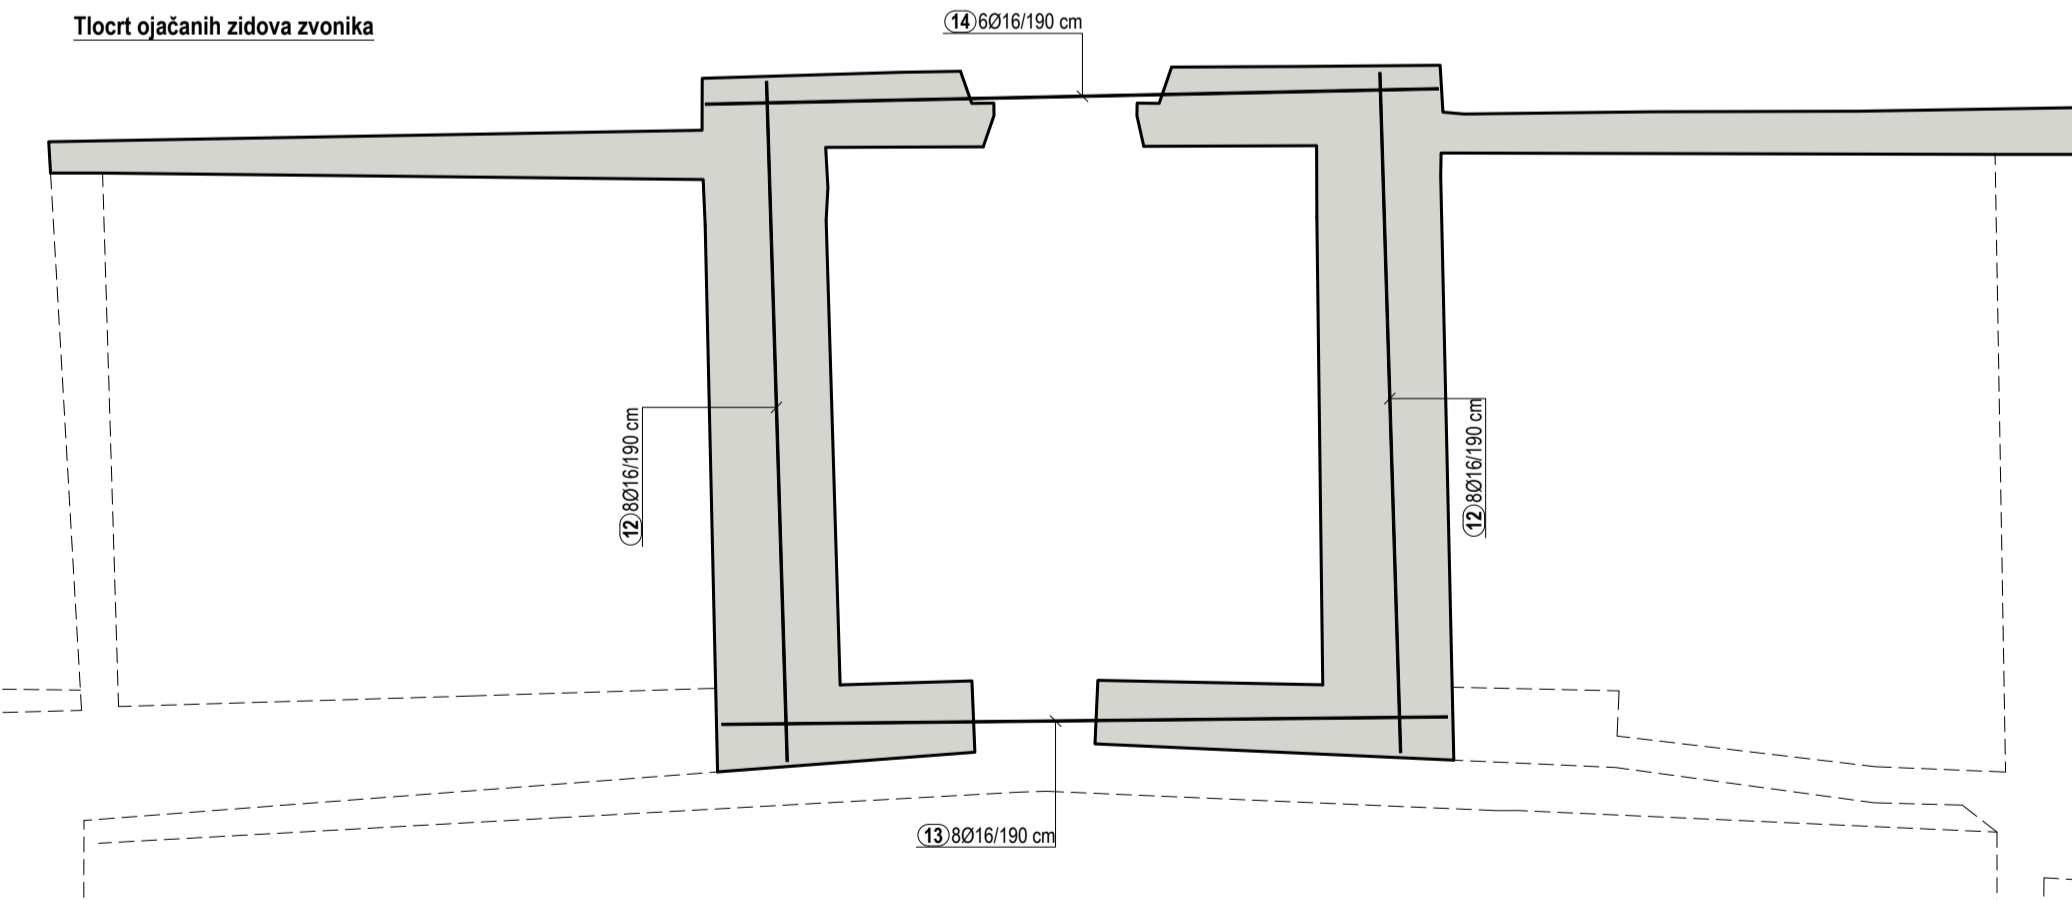 Tlocrt ojačanih zidova zvonika
14 6Ø16/190 cm
12 8Ø16/190 cm
12 8Ø16/190 cm
13 8Ø16/190 cm